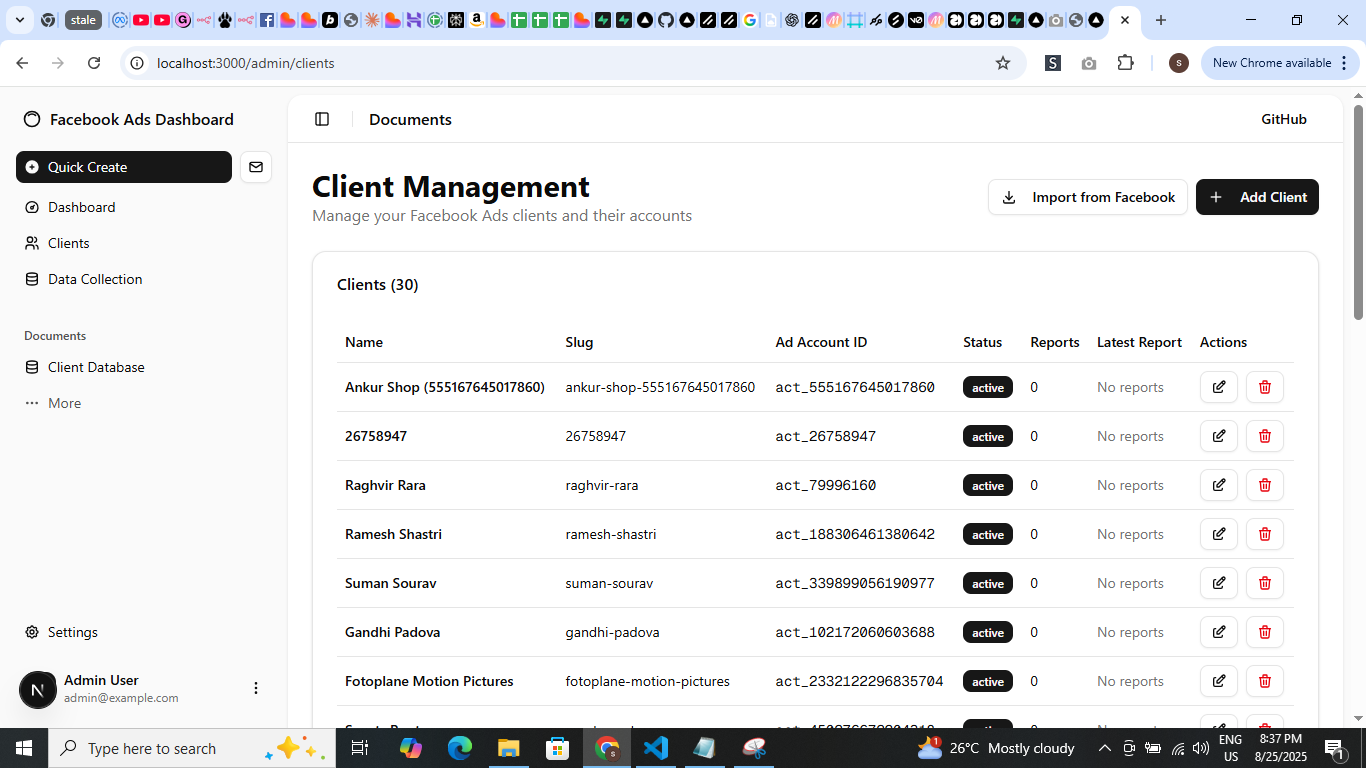 stale
localhost:3000/admin/clients
S
s
New Chrome available
Facebook Ads Dashboard
Documents
GitHub
Quick Create
Dashboard
Clients
Data Collection
Documents
Client Database
More
Settings
N
Admin User
admin@example.com
Client Management
Manage your Facebook Ads clients and their accounts
Import from Facebook
Add Client
Clients (30)
Name Slug Ad Account ID Status Reports Latest Report Actions
Ankur Shop (555167645017860) ankur-shop-555167645017860 act_555167645017860 active 0 No reports
26758947 26758947 act_26758947 active 0 No reports
Raghvir Rara raghvir-rara act_79996160 active 0 No reports
Ramesh Shastri ramesh-shastri act_188306461380642 active 0 No reports
Suman Sourav suman-sourav act_339899056190977 active 0 No reports
Gandhi Padova gandhi-padova act_102172060603688 active 0 No reports
Fotoplane Motion Pictures fotoplane-motion-pictures act_2332122296835704 active 0 No reports
Type here to search
1
26°C Mostly cloudy
ENG
US
8:37 PM
8/25/2025
1